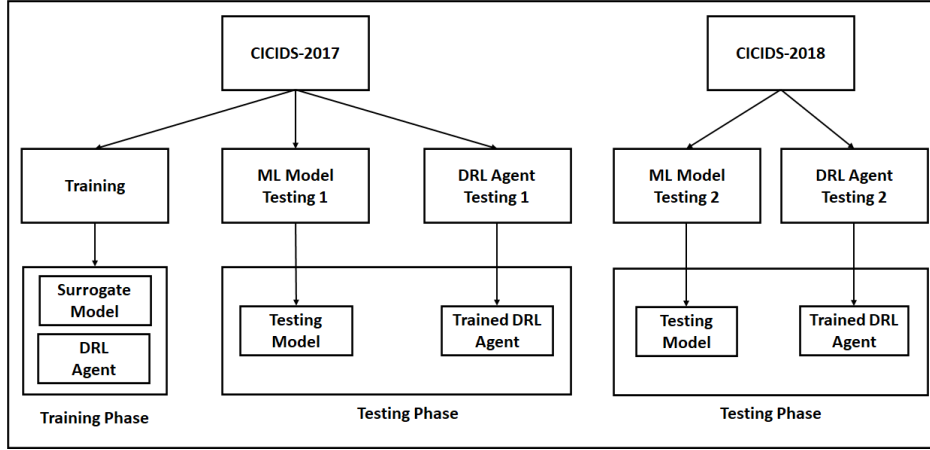 CICIDS-2017
CICIDS-2018
Training
ML Model
Testing 1
DRL Agent
Testing 1
ML Model
Testing 2
DRL Agent
Testing 2
Surrogate
Model
DRL
Agent
Testing
Model
Trained DRL
Agent
Testing
Model
Trained DRL
Agent
Training Phase
Testing Phase
Testing Phase